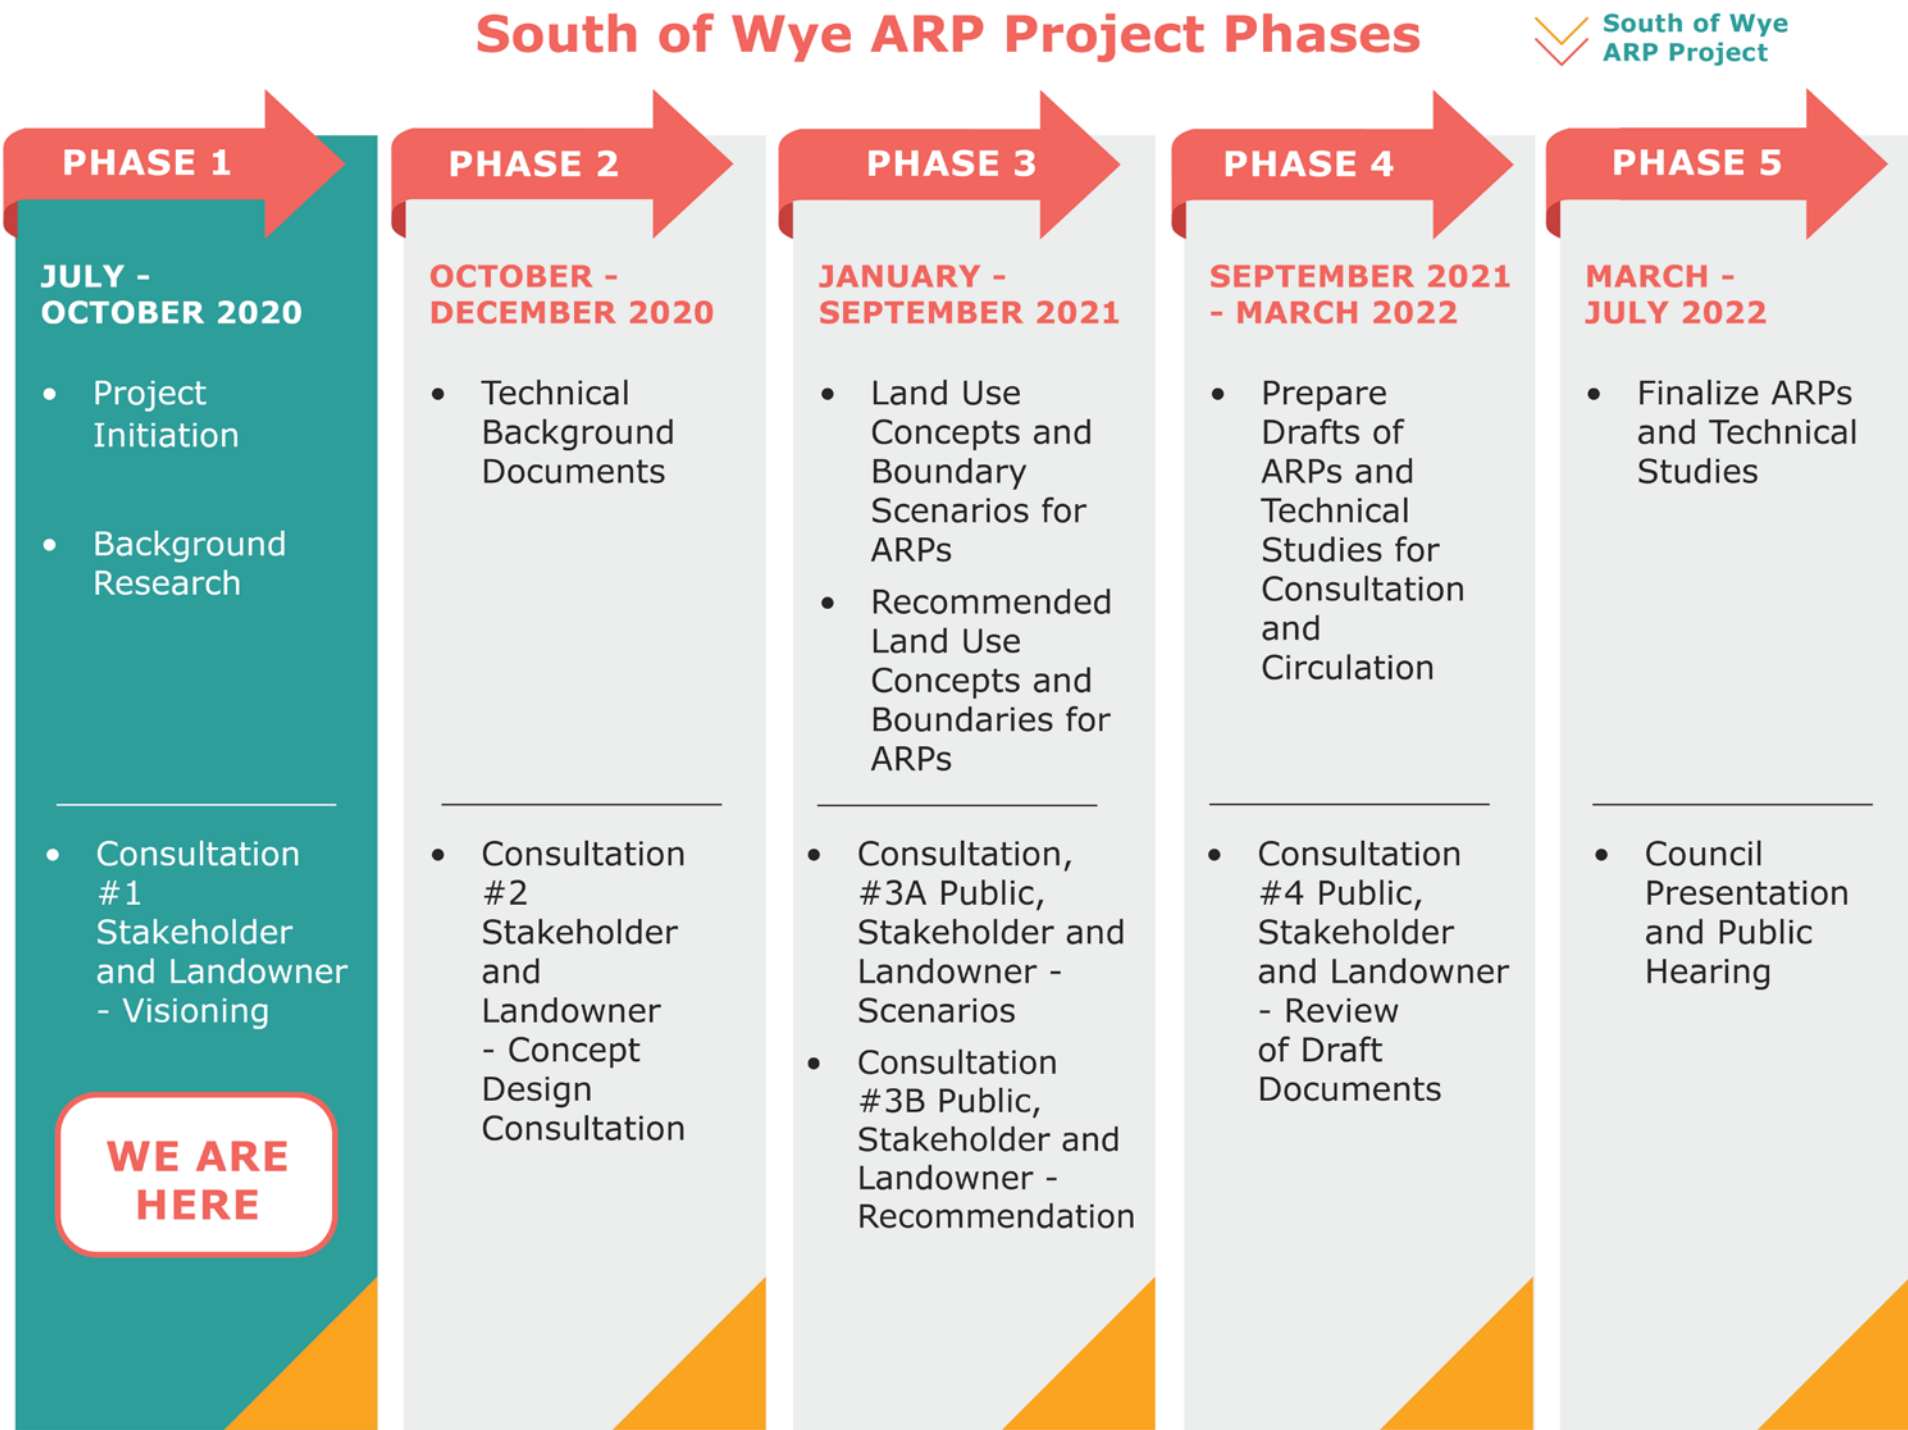 South of Wye ARP Project Phases
South of Wye
ARP Project
PHASE 1
JULY -
OCTOBER 2020
• Project
Initiation
• Background
Research
• Consultation
#1
Stakeholder
and Landowner
- Visioning
WE ARE
HERE
PHASE 2
OCTOBER -
DECEMBER 2020
• Technical
Background
Documents
• Consultation
#2
Stakeholder
and
Landowner
- Concept
Design
Consultation
PHASE 3
JANUARY -
SEPTEMBER 2021
• Land Use
Concepts and
Boundary
Scenarios for
ARPs
• Recommended
Land Use
Concepts and
Boundaries for
ARPs
• Consultation,
#3A Public,
Stakeholder and
Landowner -
Scenarios
• Consultation
#3B Public,
Stakeholder and
Landowner -
Recommendation
PHASE 4
SEPTEMBER 2021
- MARCH 2022
• Prepare
Drafts of
ARPs and
Technical
Studies for
Consultation
and
Circulation
• Consultation
#4 Public,
Stakeholder
and Landowner
- Review
of Draft
Documents
PHASE 5
MARCH -
JULY 2022
• Finalize ARPs
and Technical
Studies
• Council
Presentation
and Public
Hearing